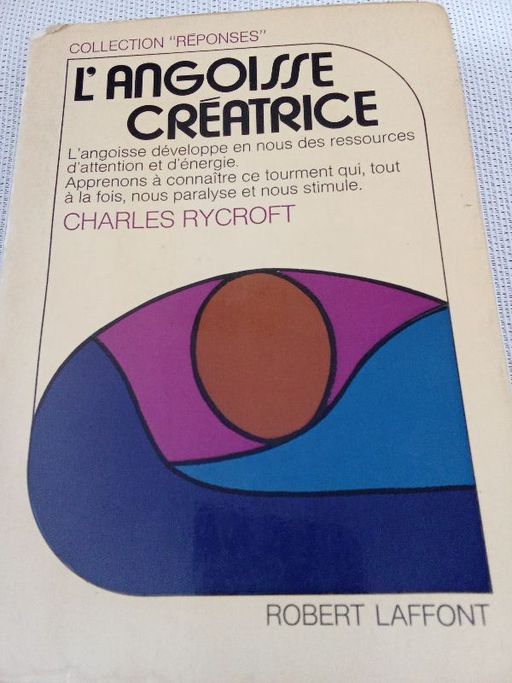 COLLECTION "RÉPONSES"
L'ANGOISSE
CRÉATRICE
L'angoisse développe en nous des ressources
d'attention et d'énergie.
Apprenons à connaître ce tourment qui, tout
à la fois, nous paralyse et nous stimule.
CHARLES RYCROFT
ROBERT LAFFONT